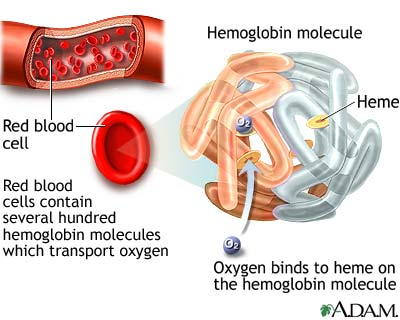 Hemoglobin molecule
Heme
Red blood
cell
O2
Red blood
cells contain
several hundred
hemoglobin molecules
which transport oxygen
O2
Oxygen binds to heme on
the hemoglobin molecule
ADAM.